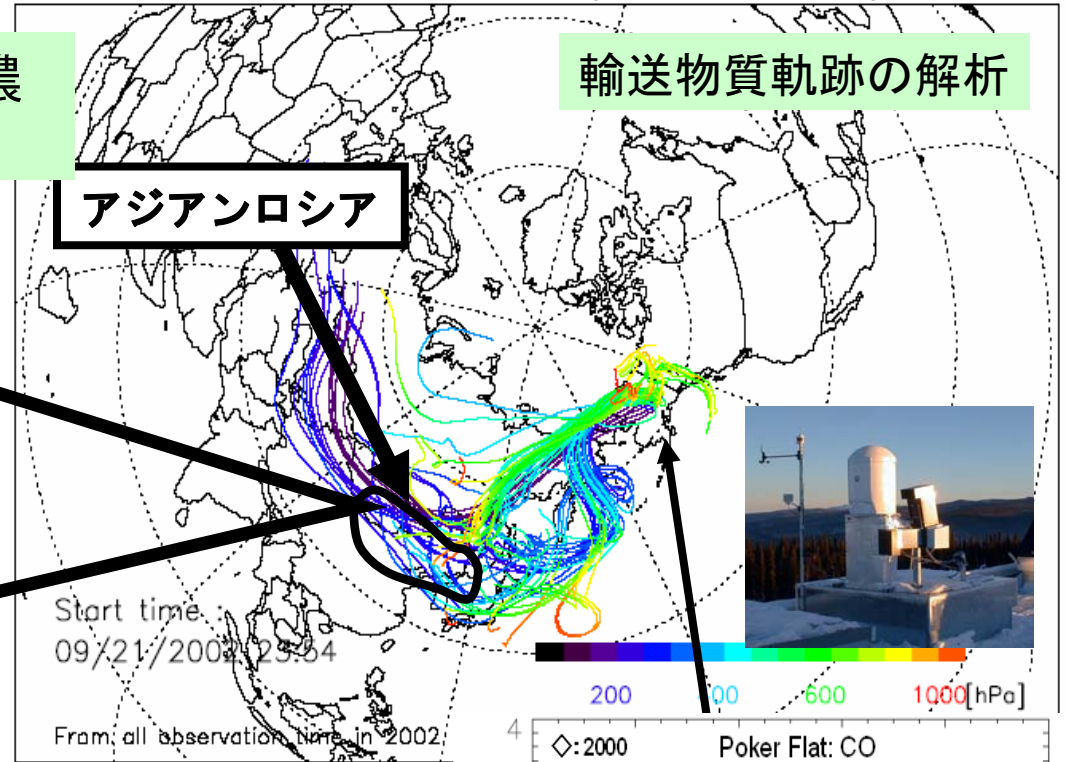 濃
輸送物質軌跡の解析
アジアンロシア
Start time :
09/21/2002 23:54
From all observation time in 2002
200 400 600 1000[hPa]
4
◇:2000 Poker Flat: CO